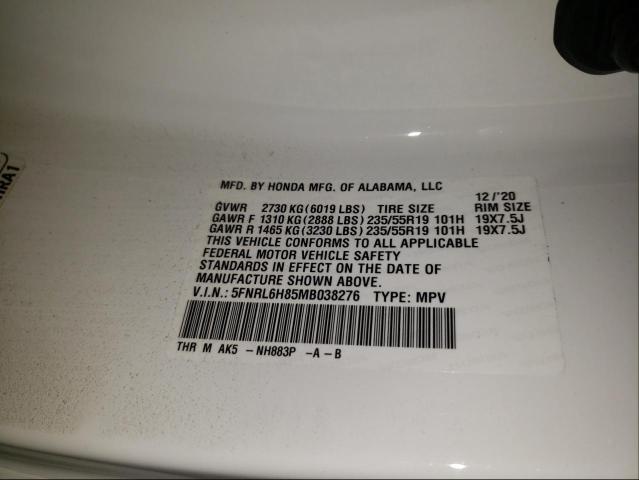 MFD. BY HONDA MFG. OF ALABAMA, LLC
12/'20
GVWR 2730 KG (6019 LBS) TIRE SIZE RIM SIZE
GAWR F 1310 KG (2888 LBS) 235/55R19 101H 19X7.5J
GAWR R 1465 KG (3230 LBS) 235/55R19 101H 19X7.5J
THIS VEHICLE CONFORMS TO ALL APPLICABLE
FEDERAL MOTOR VEHICLE SAFETY
STANDARDS IN EFFECT ON THE DATE OF
MANUFACTURE SHOWN ABOVE.
V.I.N.: 5FNRL6H85MB038276 TYPE: MPV
THR M AK5 - NH883P -A-B